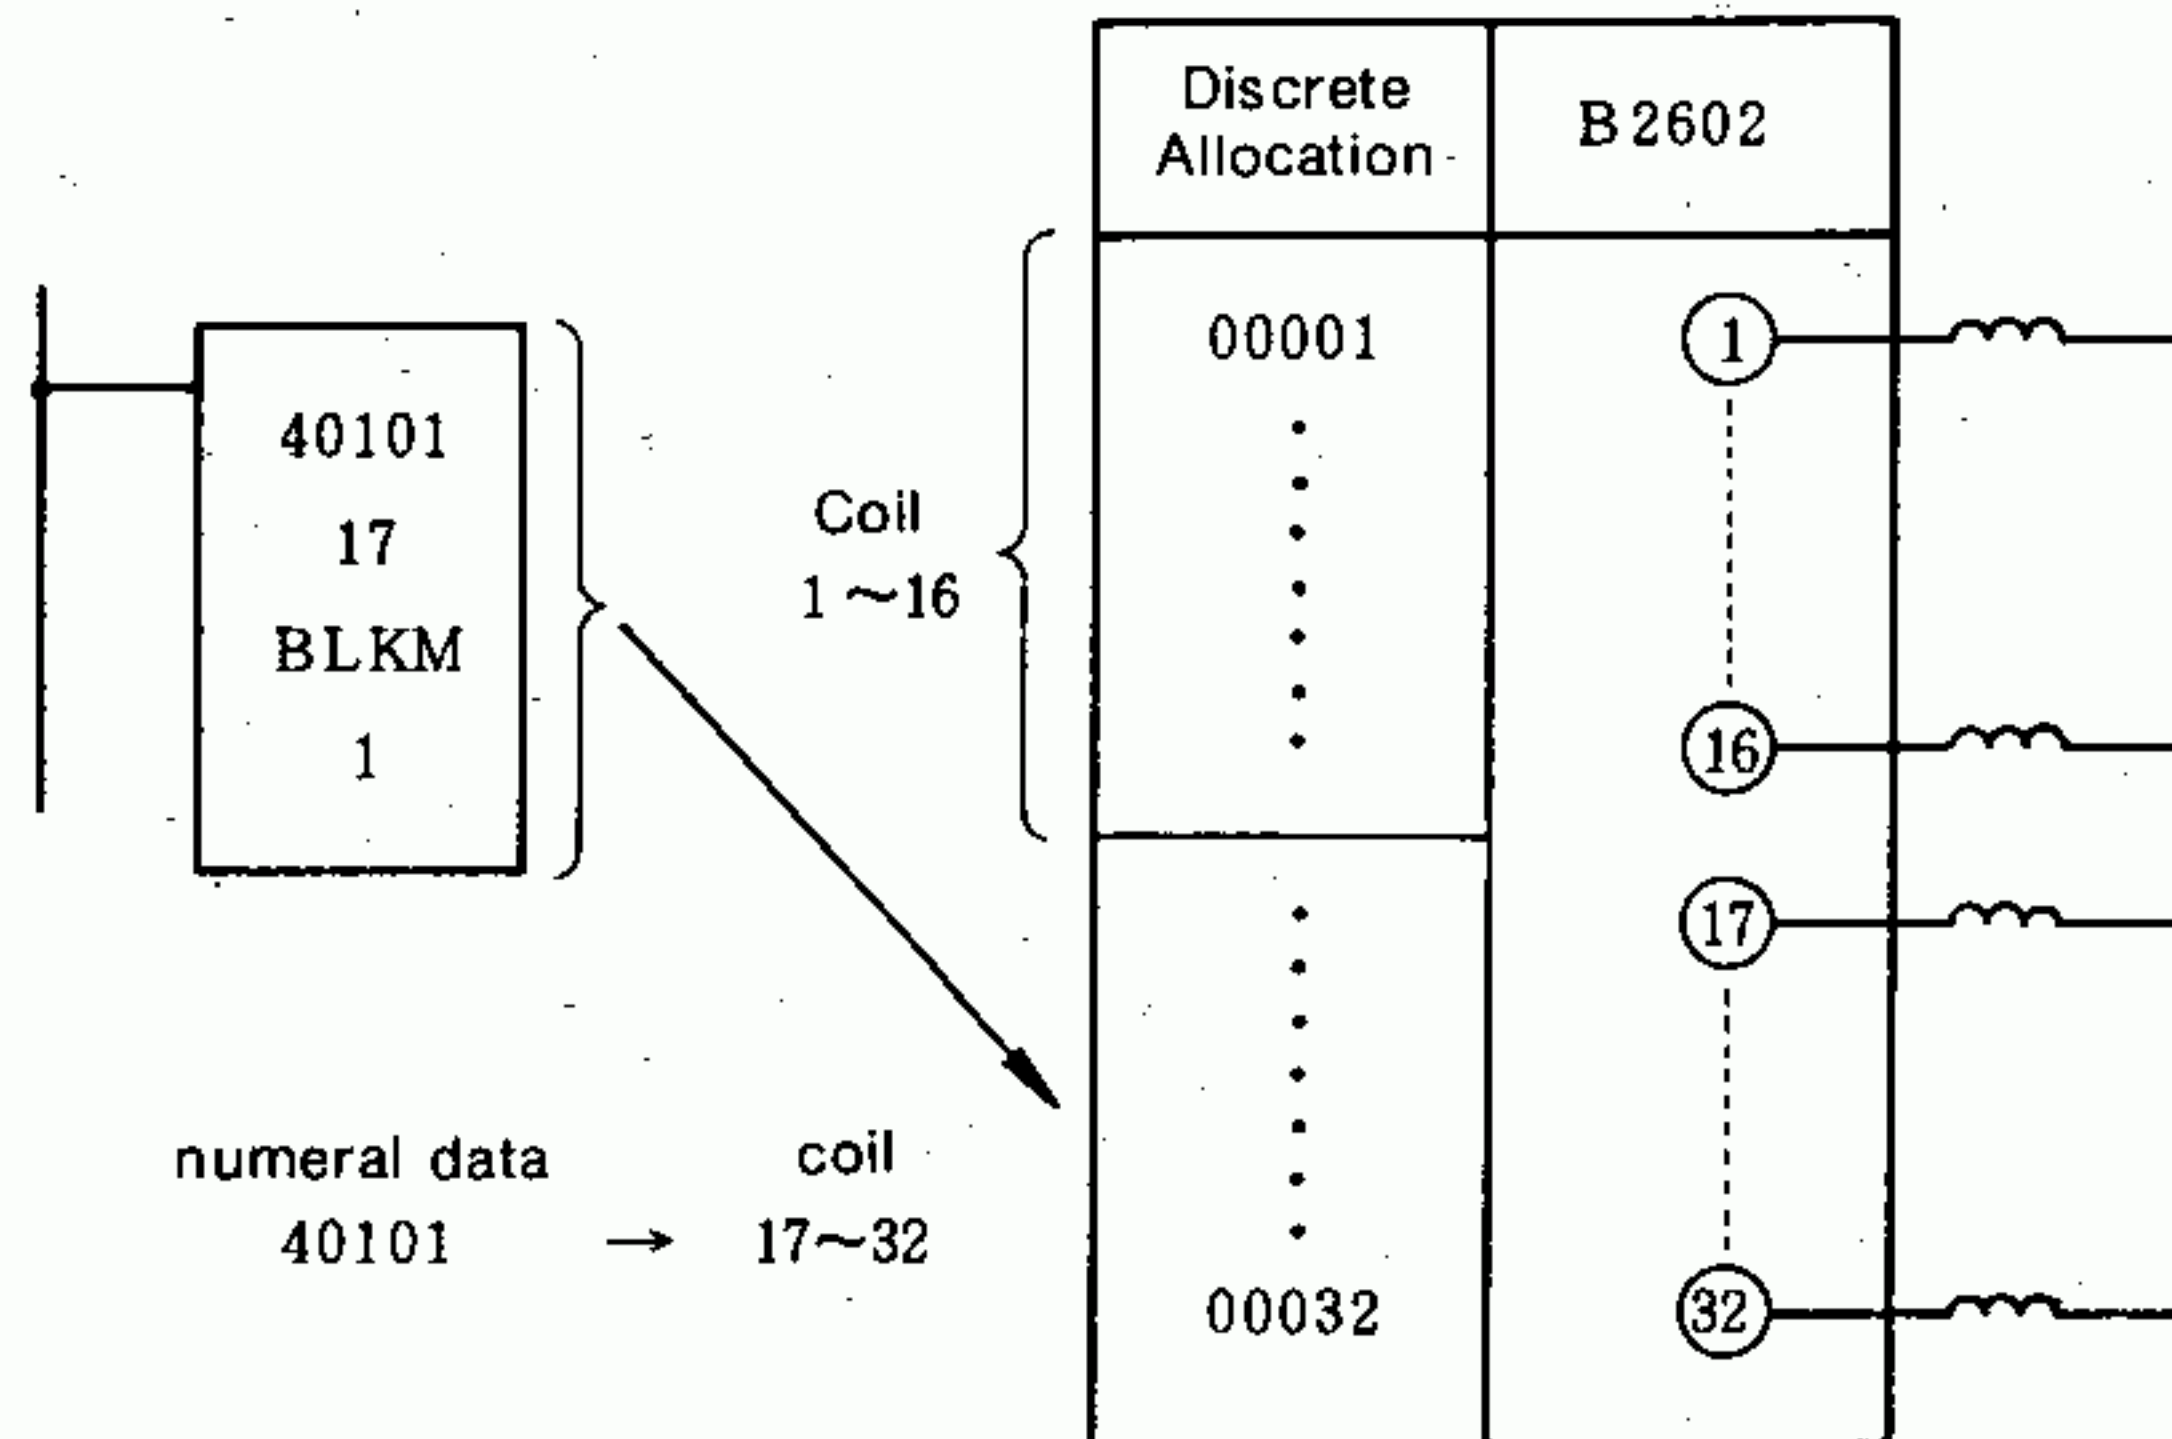 Discrete
Allocation
B2602
40101
17
BLKM
1
Coil
1～16
00001
1
16
17
32
00032
numeral data
40101
→
coil
17～32